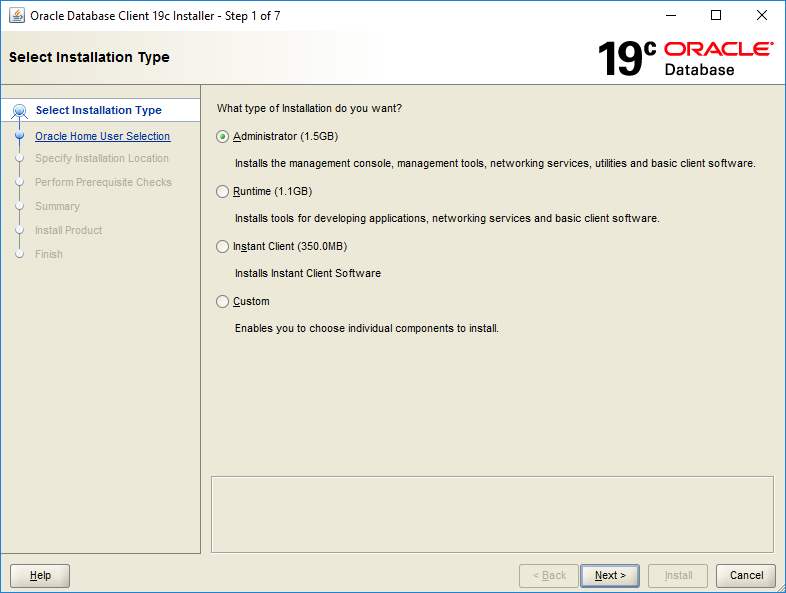 Oracle Database Client 19c Installer - Step 1 of 7
Select Installation Type
19c ORACLE
Database
Select Installation Type
Oracle Home User Selection
Specify Installation Location
Perform Prerequisite Checks
Summary
Install Product
Finish
What type of Installation do you want?
Administrator (1.5GB)
Installs the management console, management tools, networking services, utilities and basic client software.
Runtime (1.1GB)
Installs tools for developing applications, networking services and basic client software.
Instant Client (350.0MB)
Installs Instant Client Software
Custom
Enables you to choose individual components to install.
Help
< Back
Next >
Install
Cancel